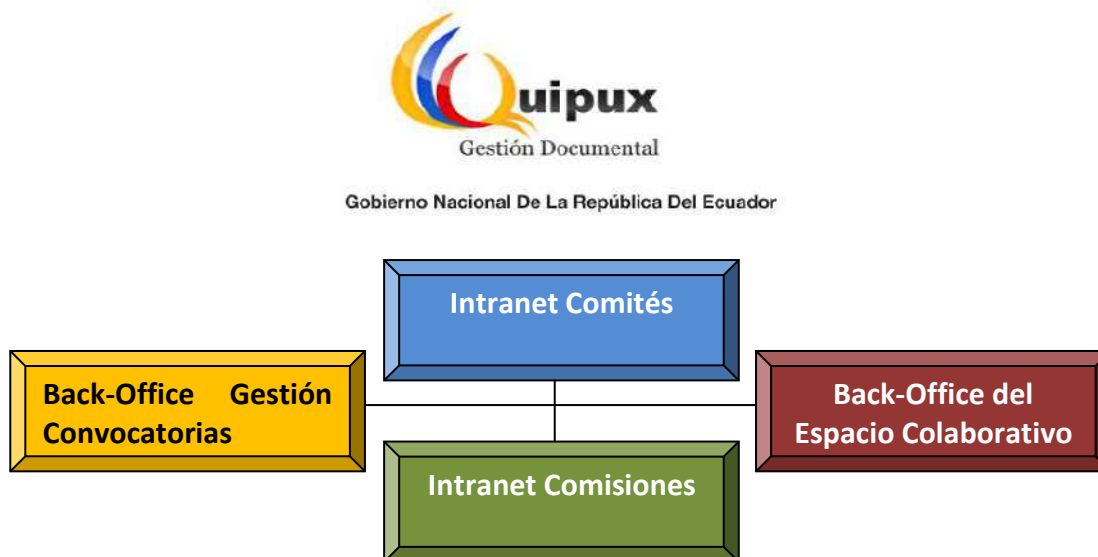 Quipux
Gestión Documental
Gobierno Nacional De La República Del Ecuador
Intranet Comités
Back-Office Gestión
Convocatorias
Back-Office del
Espacio Colaborativo
Intranet Comisiones